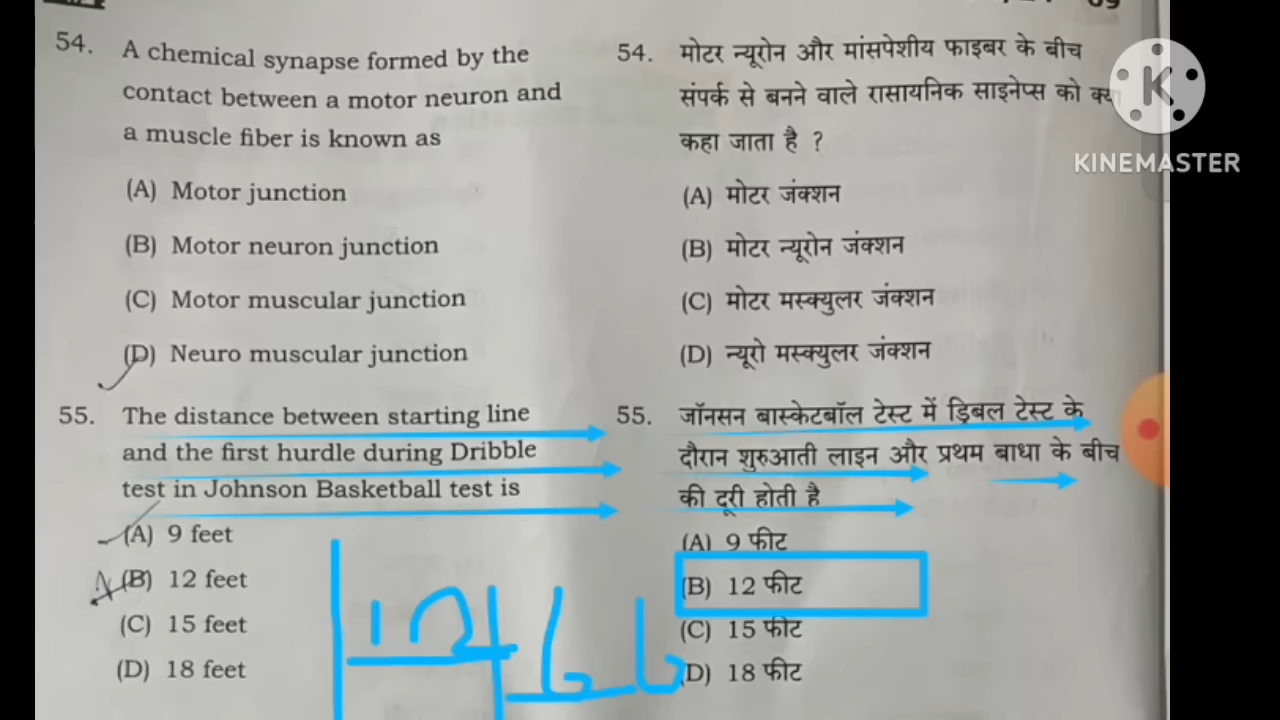 54. A chemical synapse formed by the
contact between a motor neuron and
a muscle fiber is known as
(A) Motor junction
(B) Motor neuron junction
(C) Motor muscular junction
(D) Neuro muscular junction
55. The distance between starting line
and the first hurdle during Dribble
test in Johnson Basketball test is
(A) 9 feet
(B) 12 feet
(C) 15 feet
(D) 18 feet
54. मोटर न्यूरोन और मांसपेशीय फाइबर के बीच
संपर्क से बनने वाले रासायनिक साइनेप्स को क्या
कहा जाता है ?
(A) मोटर जंक्शन
(B) मोटर न्यूरोन जंक्शन
(C) मोटर मस्क्युलर जंक्शन
(D) न्यूरो मस्क्युलर जंक्शन
55. जॉनसन बास्केटबॉल टेस्ट में ड्रिबल टेस्ट के
दौरान शुरुआती लाइन और प्रथम बाधा के बीच
की दूरी होती है
(A) 9 फीट
(B) 12 फीट
(C) 15 फीट
(D) 18 फीट
12
K
KINEMASTER